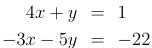 4x + y = 1
-3x - 5y = -22